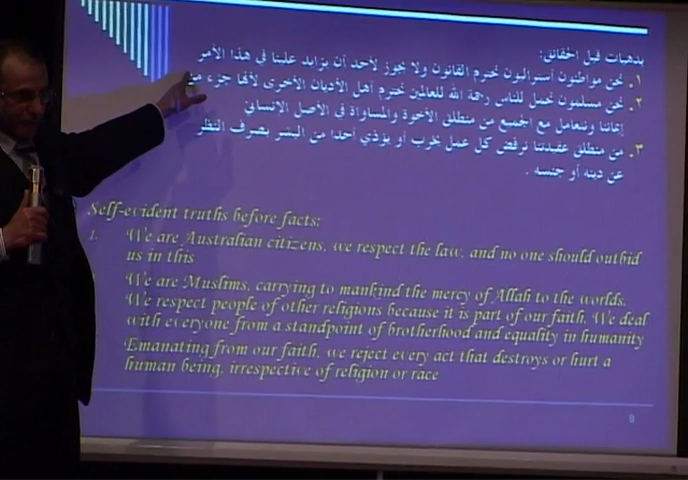 بدهيات قبل الحقائق:
١. نحن مواطنون أستراليون نحترم القانون ولا يجوز لأحد أن يزايد علينا في هذا الأمر
٢. نحن مسلمون نحمل للناس رحمة الله للعالمين نحترم أهل الأديان الأخرى لأنها جزء من
إيماننا ونتعامل مع الجميع من منطلق الأخوة والمساواة في الأصل الإنساني
٣. من منطلق عقيدتنا نرفض كل عمل يخرب أو يؤذي أحدا من البشر بصرف النظر
عن دينه أو جنسه .
Self-evident truths before facts:
1. We are Australian citizens, we respect the law, and no one should outbid
us in this
We are Muslims, carrying to mankind the mercy of Allah to the worlds.
We respect people of other religions because it is part of our faith. We deal
with everyone from a standpoint of brotherhood and equality in humanity
Emanating from our faith, we reject every act that destroys or hurt a
human being, irrespective of religion or race
8